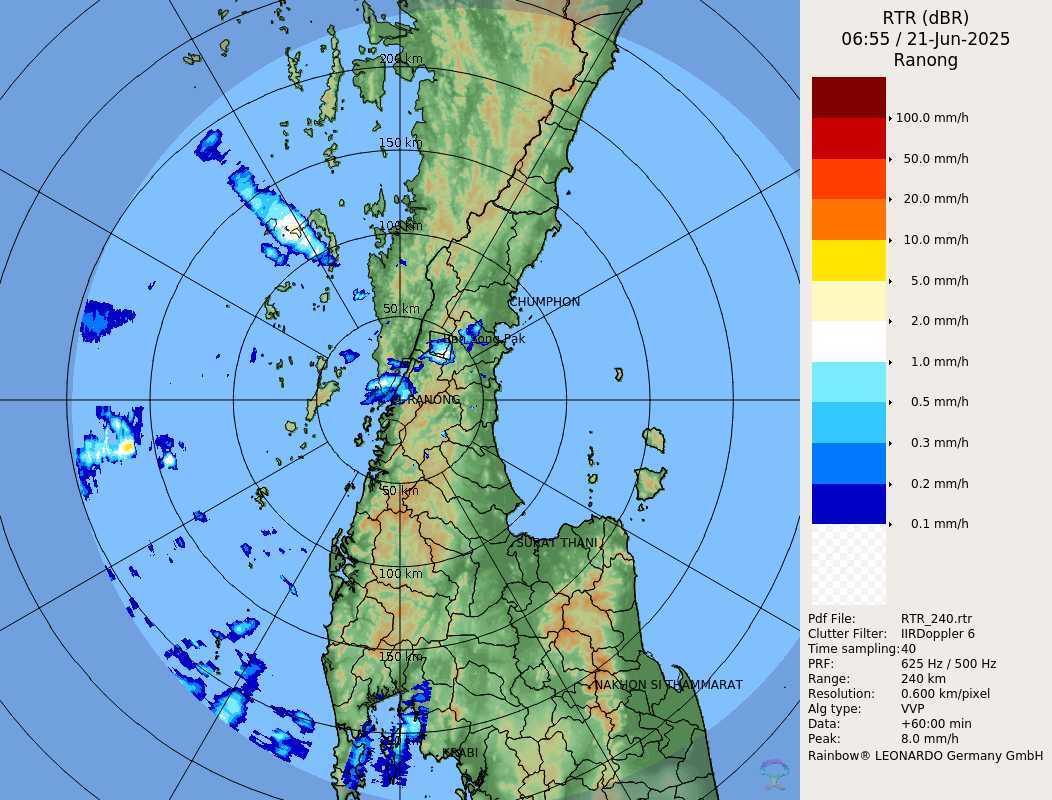 RTR (dBR)
06:55 / 21-Jun-2025
Ranong
100.0 mm/h
50.0 mm/h
20.0 mm/h
10.0 mm/h
5.0 mm/h
2.0 mm/h
1.0 mm/h
0.5 mm/h
0.3 mm/h
0.2 mm/h
0.1 mm/h
Pdf File: RTR_240.rtr
Clutter Filter: IIRDoppler 6
Time sampling:40
PRF: 625 Hz / 500 Hz
Range: 240 km
Resolution: 0.600 km/pixel
Alg type: VVP
Data: +60:00 min
Peak: 8.0 mm/h
Rainbow® LEONARDO Germany GmbH
200 km
150 km
100 km
50 km
CHUMPHON
RANONG
50 km
SURAT THANI
100 km
150 km
NAKHON SI THAMMARAT
KRABI